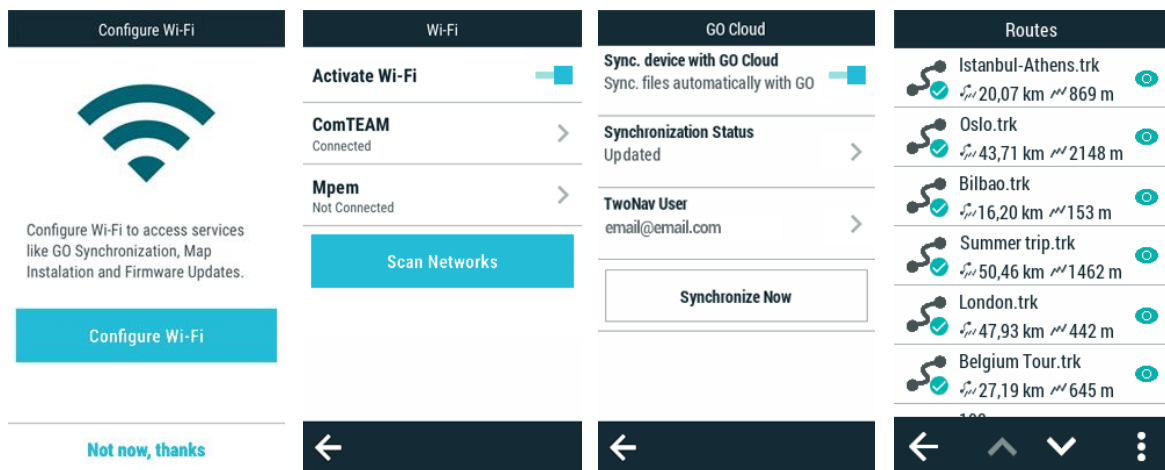 Configure Wi-Fi
Configure Wi-Fi to access services
like GO Synchronization, Map
Instalation and Firmware Updates.
Configure Wi-Fi
Not now, thanks
Wi-Fi
Activate Wi-Fi
ComTEAM
Connected
Mpem
Not Connected
Scan Networks
GO Cloud
Sync. device with GO Cloud
Sync. files automatically with GO
Synchronization Status
Updated
TwoNav User
email@email.com
Synchronize Now
Routes
Istanbul-Athens.trk
20,07 km 869 m
Oslo.trk
43,71 km 2148 m
Bilbao.trk
16,20 km 153 m
Summer trip.trk
50,46 km 1462 m
London.trk
47,93 km 442 m
Belgium Tour.trk
27,19 km 645 m